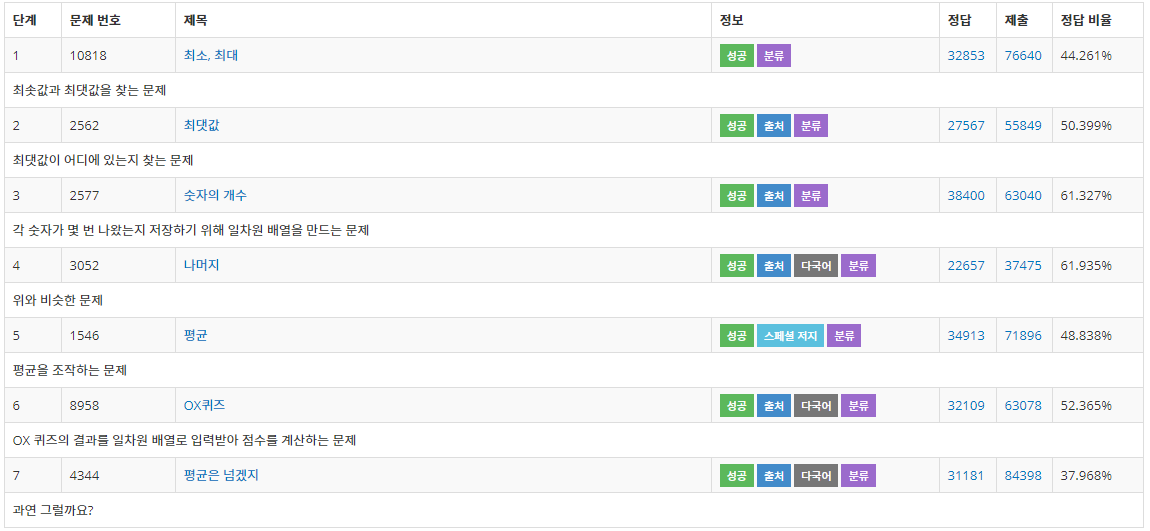 단계 문제 번호 제목 정보 정답 제출 정답 비율
1 10818 최소, 최대 성공 분류 32853 76640 44.261%
최솟값과 최댓값을 찾는 문제
2 2562 최댓값 성공 출처 분류 27567 55849 50.399%
최댓값이 어디에 있는지 찾는 문제
3 2577 숫자의 개수 성공 출처 분류 38400 63040 61.327%
각 숫자가 몇 번 나왔는지 저장하기 위해 일차원 배열을 만드는 문제
4 3052 나머지 성공 출처 다국어 분류 22657 37475 61.935%
위와 비슷한 문제
5 1546 평균 성공 스페셜 저지 분류 34913 71896 48.838%
평균을 조작하는 문제
6 8958 OX퀴즈 성공 출처 다국어 분류 32109 63078 52.365%
OX 퀴즈의 결과를 일차원 배열로 입력받아 점수를 계산하는 문제
7 4344 평균은 넘겠지 성공 출처 다국어 분류 31181 84398 37.968%
과연 그럴까요?